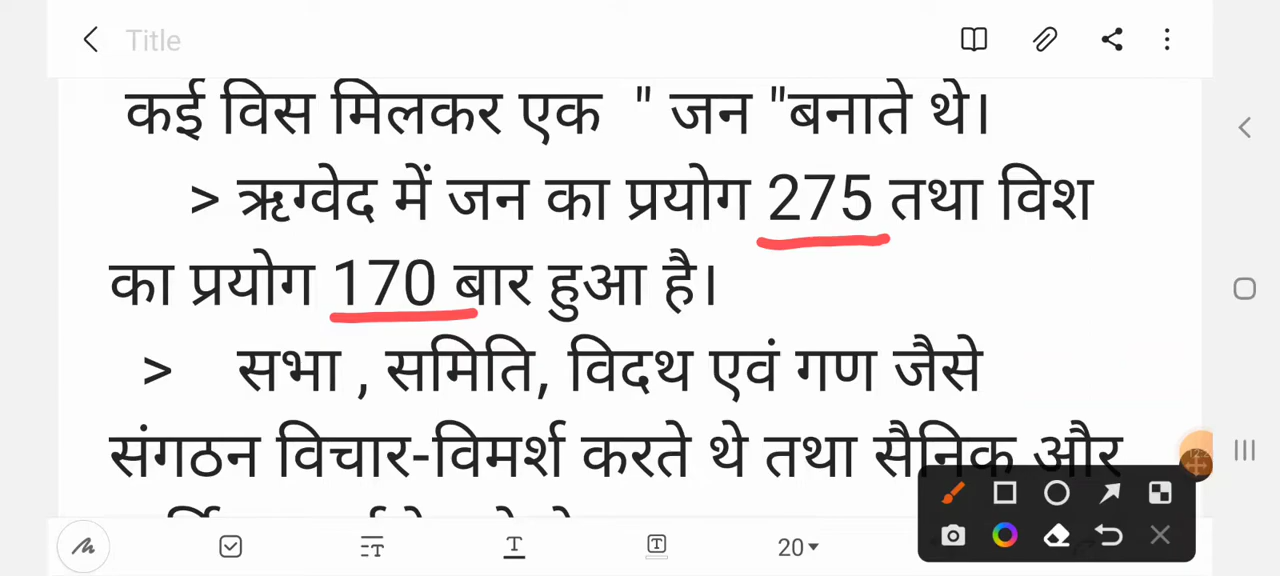 Title
कई विस मिलकर एक " जन "बनाते थे।
> ऋग्वेद में जन का प्रयोग 275 तथा विश
का प्रयोग 170 बार हुआ है।
> सभा , समिति, विदथ एवं गण जैसे
संगठन विचार-विमर्श करते थे तथा सैनिक और
20